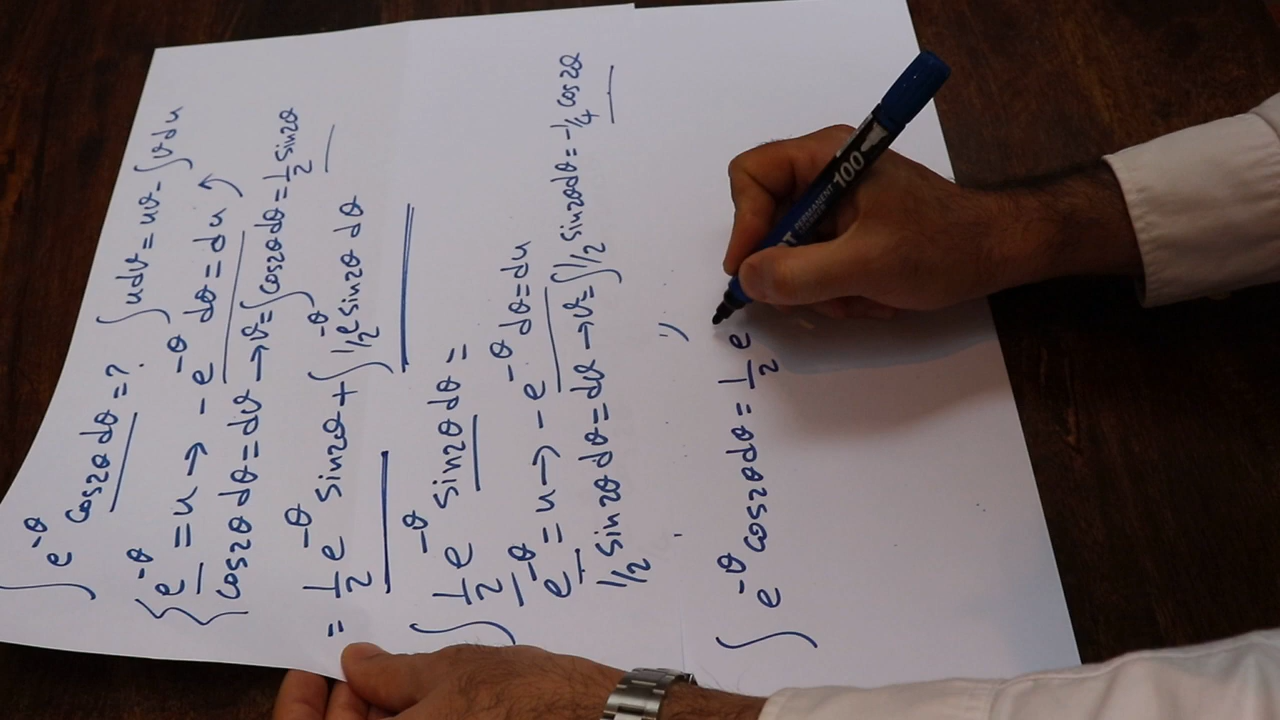 ∫ e^-θ cos2θ dθ = ? ∫ u dv = uv - ∫ v du
{ e^-θ = u → - e^-θ dθ = du
cos2θ dθ = dv → v = ∫ cos2θ dθ = 1/2 sin2θ
= 1/2 e^-θ sin2θ + ∫ 1/2 e^-θ sin2θ dθ
∫ 1/2 e^-θ sin2θ dθ =
e^-θ = u → - e^-θ dθ = du
1/2 sin2θ dθ = dv → v = ∫ 1/2 sin2θ dθ = -1/4 cos2θ
∫ e^-θ cos2θ dθ = 1/2 e
PERMANENT
100